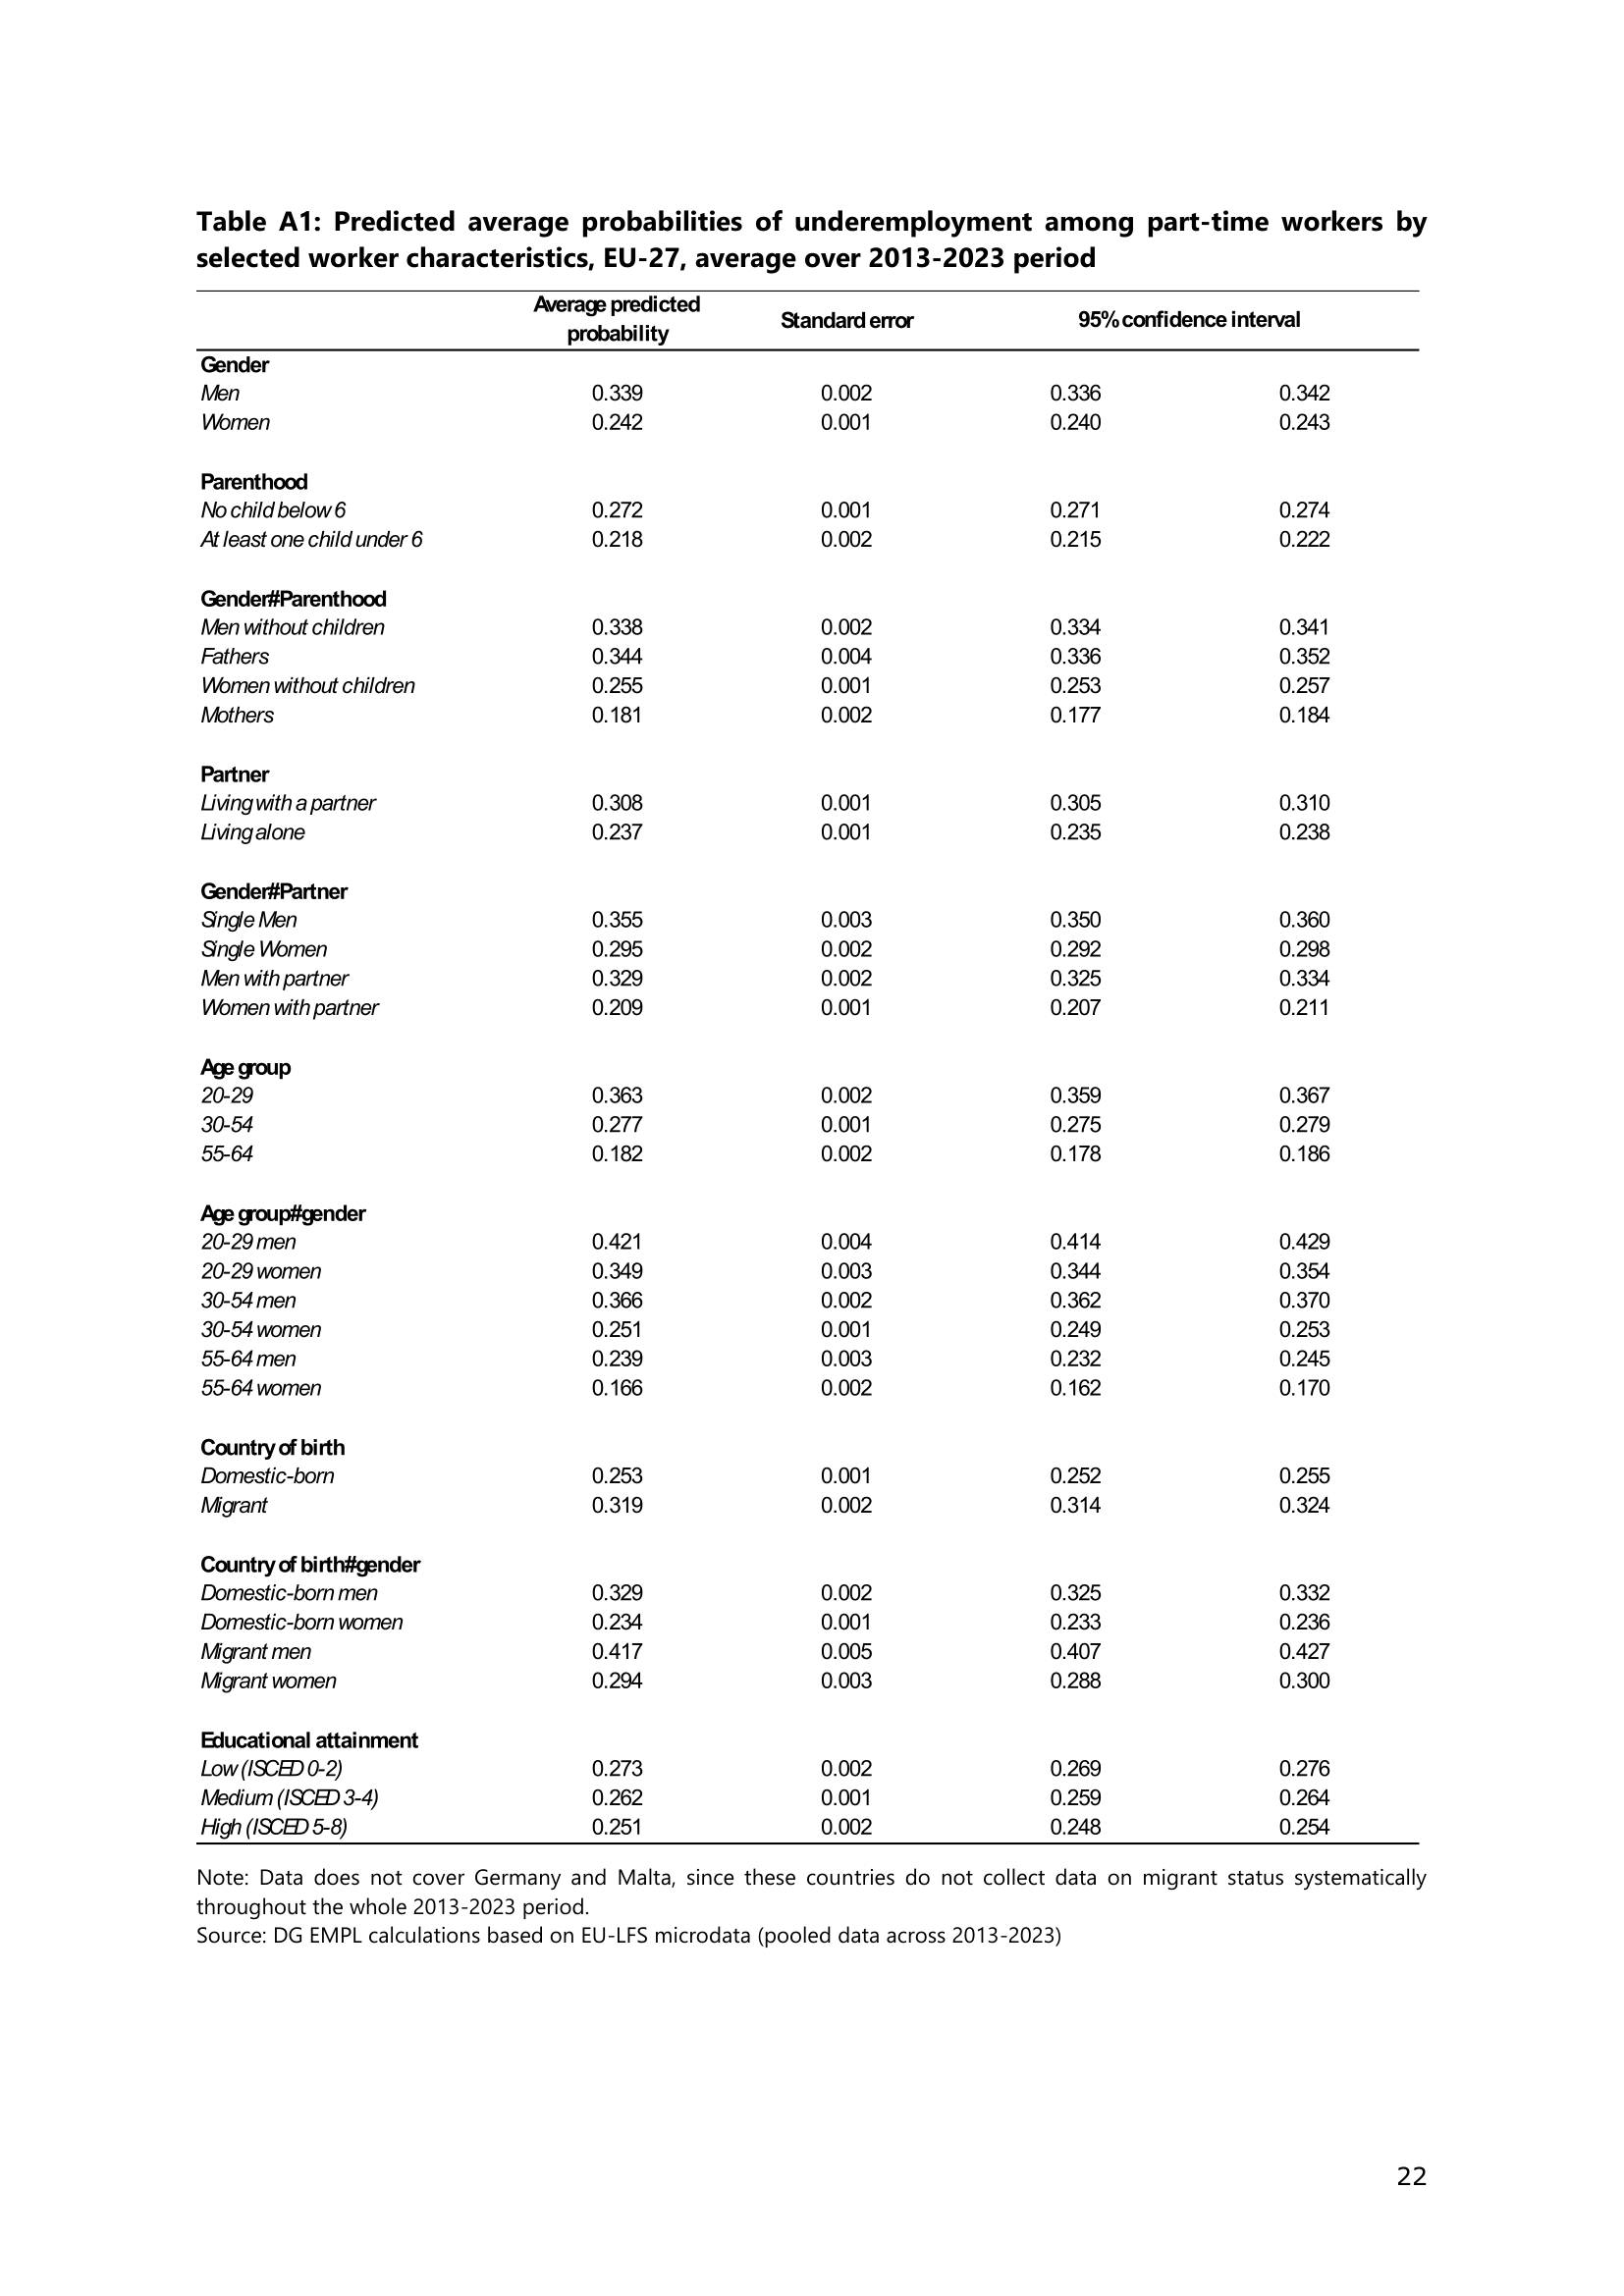 Table A1: Predicted average probabilities of underemployment among part-time workers by
selected worker characteristics, EU-27, average over 2013-2023 period
Average predicted probability Standard error 95% confidence interval
Gender
Men 0.339 0.002 0.336 0.342
Women 0.242 0.001 0.240 0.243
Parenthood
No child below 6 0.272 0.001 0.271 0.274
At least one child under 6 0.218 0.002 0.215 0.222
Gender#Parenthood
Men without children 0.338 0.002 0.334 0.341
Fathers 0.344 0.004 0.336 0.352
Women without children 0.255 0.001 0.253 0.257
Mothers 0.181 0.002 0.177 0.184
Partner
Living with a partner 0.308 0.001 0.305 0.310
Living alone 0.237 0.001 0.235 0.238
Gender#Partner
Single Men 0.355 0.003 0.350 0.360
Single Women 0.295 0.002 0.292 0.298
Men with partner 0.329 0.002 0.325 0.334
Women with partner 0.209 0.001 0.207 0.211
Age group
20-29 0.363 0.002 0.359 0.367
30-54 0.277 0.001 0.275 0.279
55-64 0.182 0.002 0.178 0.186
Age group#gender
20-29 men 0.421 0.004 0.414 0.429
20-29 women 0.349 0.003 0.344 0.354
30-54 men 0.366 0.002 0.362 0.370
30-54 women 0.251 0.001 0.249 0.253
55-64 men 0.239 0.003 0.232 0.245
55-64 women 0.166 0.002 0.162 0.170
Country of birth
Domestic-born 0.253 0.001 0.252 0.255
Migrant 0.319 0.002 0.314 0.324
Country of birth#gender
Domestic-born men 0.329 0.002 0.325 0.332
Domestic-born women 0.234 0.001 0.233 0.236
Migrant men 0.417 0.005 0.407 0.427
Migrant women 0.294 0.003 0.288 0.300
Educational attainment
Low (ISCED 0-2) 0.273 0.002 0.269 0.276
Medium (ISCED 3-4) 0.262 0.001 0.259 0.264
High (ISCED 5-8) 0.251 0.002 0.248 0.254
Note: Data does not cover Germany and Malta, since these countries do not collect data on migrant status systematically
throughout the whole 2013-2023 period.
Source: DG EMPL calculations based on EU-LFS microdata (pooled data across 2013-2023)
22